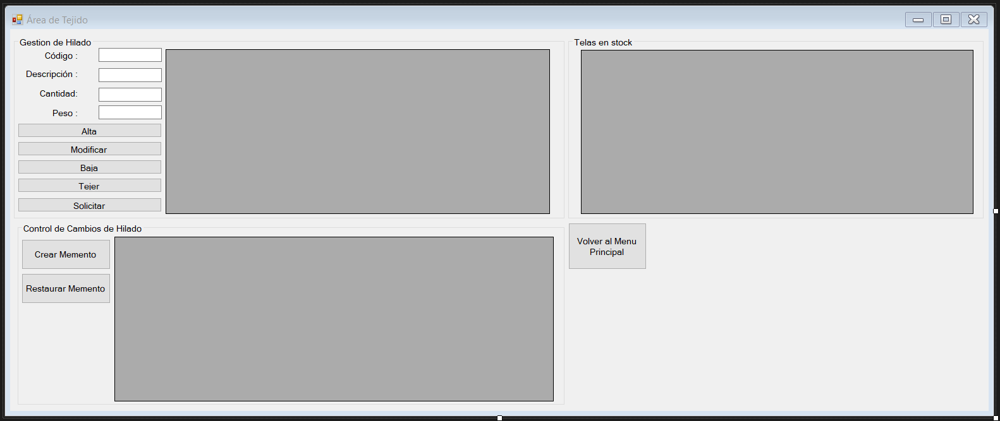 Área de Tejido
Gestion de Hilado
Código :
Descripción :
Cantidad:
Peso :
Alta
Modificar
Baja
Tejer
Solicitar
Telas en stock
Control de Cambios de Hilado
Crear Memento
Restaurar Memento
Volver al Menu
Principal